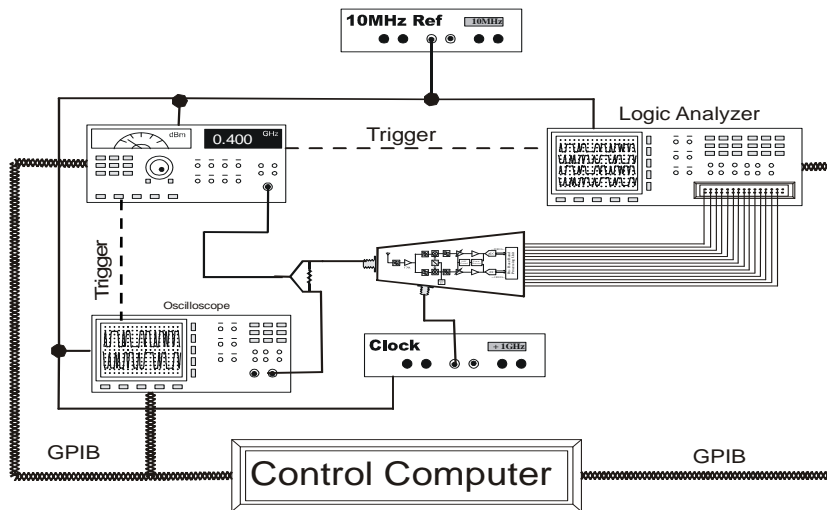 10MHz Ref
10MHz
Logic Analyzer
dBm
0.400 GHz
Trigger
Trigger
Oscilloscope
Clock
+ 1GHz
GPIB
Control Computer
GPIB